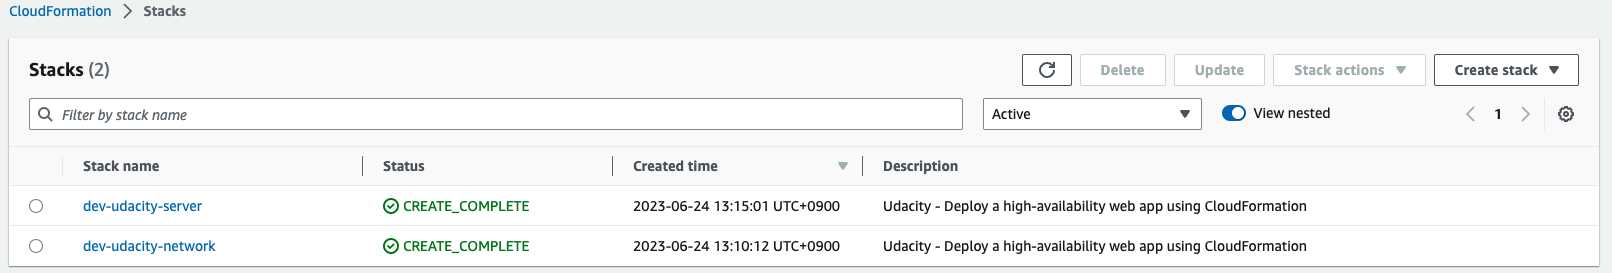 CloudFormation > Stacks
Stacks (2) Delete Update Stack actions Create stack
Filter by stack name Active View nested 1
Stack name Status Created time Description
dev-udacity-server CREATE_COMPLETE 2023-06-24 13:15:01 UTC+0900 Udacity - Deploy a high-availability web app using CloudFormation
dev-udacity-network CREATE_COMPLETE 2023-06-24 13:10:12 UTC+0900 Udacity - Deploy a high-availability web app using CloudFormation